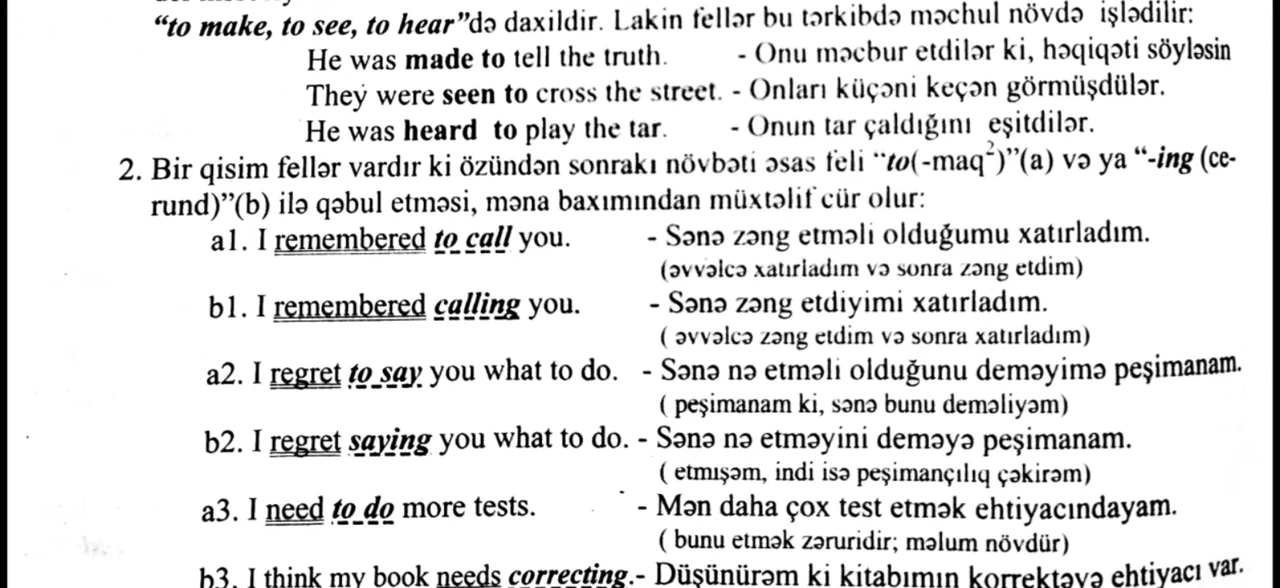 “to make, to see, to hear”də daxildir. Lakin fellər bu tərkibdə məchul növdə işlədilir:
He was made to tell the truth. - Onu məcbur etdilər ki, həqiqəti söyləsin
They were seen to cross the street. - Onları küçəni keçən görmüşdülər.
He was heard to play the tar. - Onun tar çaldığını eşitdilər.
2. Bir qisim fellər vardır ki özündən sonrakı növbəti əsas feli “to(-maq²)”(a) və ya “-ing (ce-
rund)”(b) ilə qəbul etməsi, məna baxımından müxtəlif cür olur:
a1. I remembered to call you. - Sənə zəng etməli olduğumu xatırladım.
(əvvəlcə xatırladım və sonra zəng etdim)
b1. I remembered calling you. - Sənə zəng etdiyimi xatırladım.
( əvvəlcə zəng etdim və sonra xatırladım)
a2. I regret to say you what to do. - Sənə nə etməli olduğunu deməyimə peşimanam.
( peşimanam ki, sənə bunu deməliyəm)
b2. I regret saying you what to do. - Sənə nə etməyini deməyə peşimanam.
( etmışəm, indi isə peşimançılıq çəkirəm)
a3. I need to do more tests. - Mən daha çox test etmək ehtiyacındayam.
( bunu etmək zəruridir; məlum növdür)
b3. I think my book needs correcting.- Düşünürəm ki kitabımın korrektəyə ehtiyacı var.